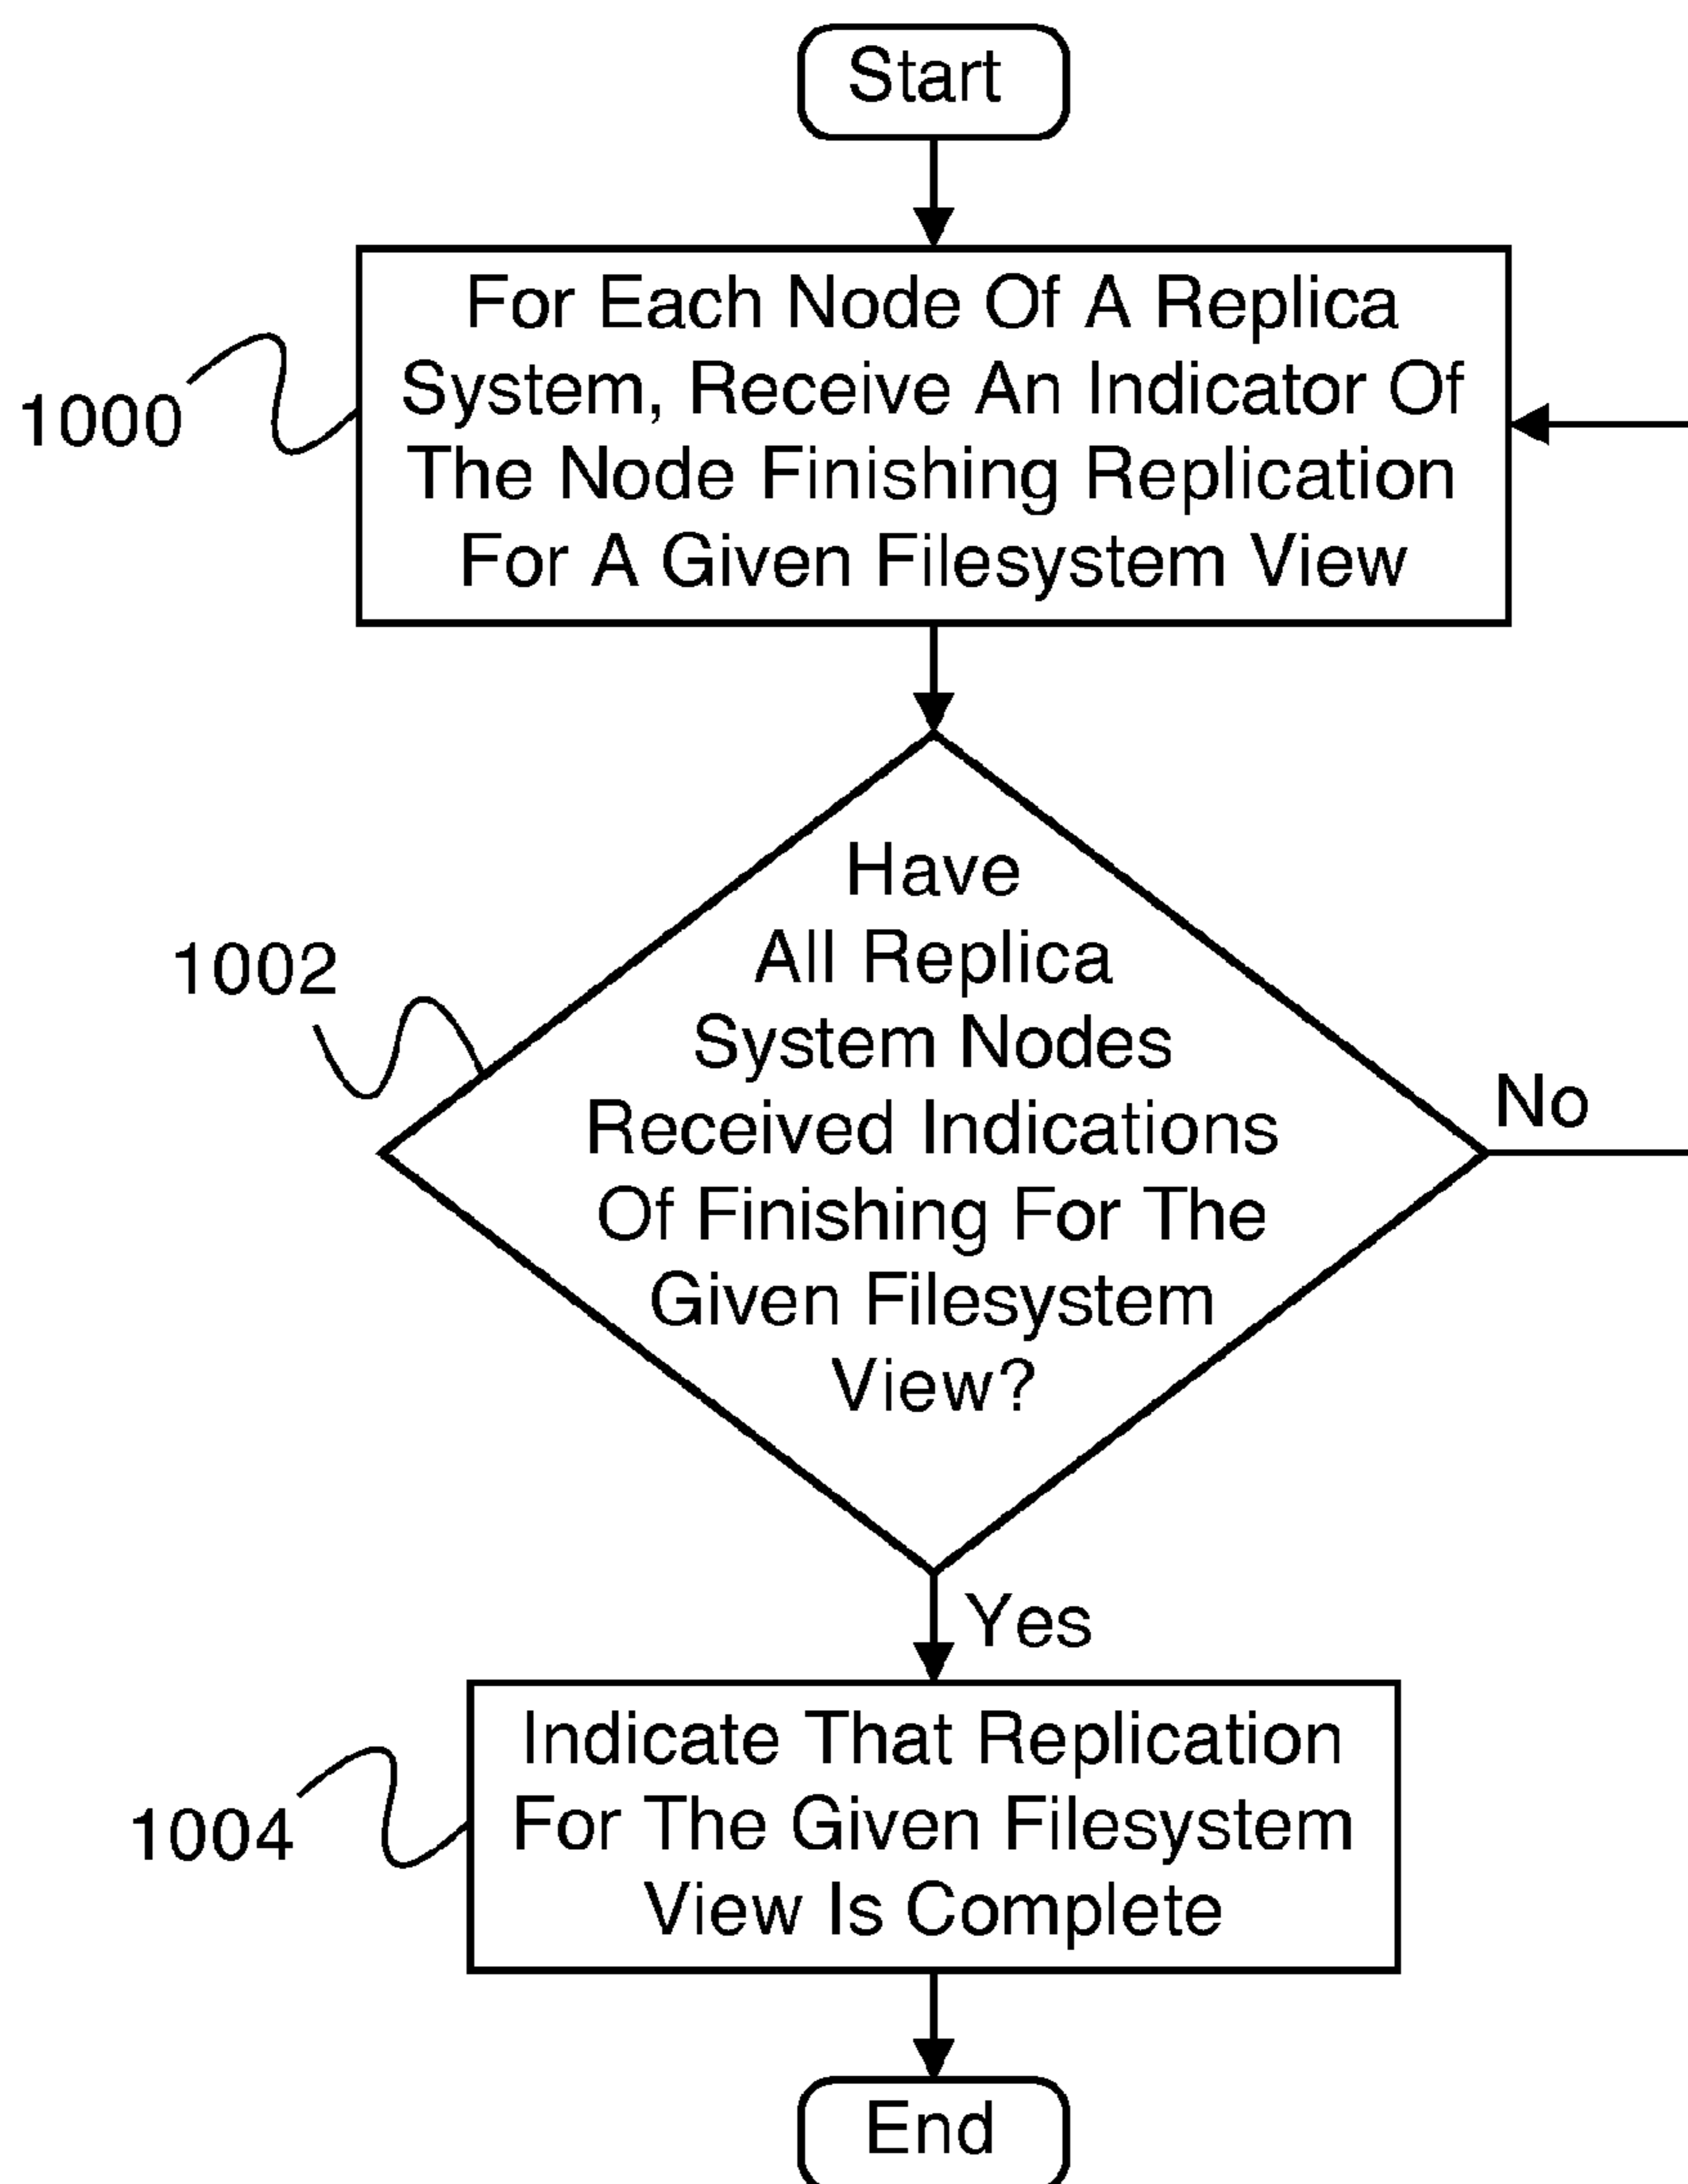 Start
For Each Node Of A Replica
System, Receive An Indicator Of
The Node Finishing Replication
For A Given Filesystem View
1000
Have
All Replica
System Nodes
Received Indications
Of Finishing For The
Given Filesystem
View?
1002
No
Yes
Indicate That Replication
For The Given Filesystem
View Is Complete
1004
End